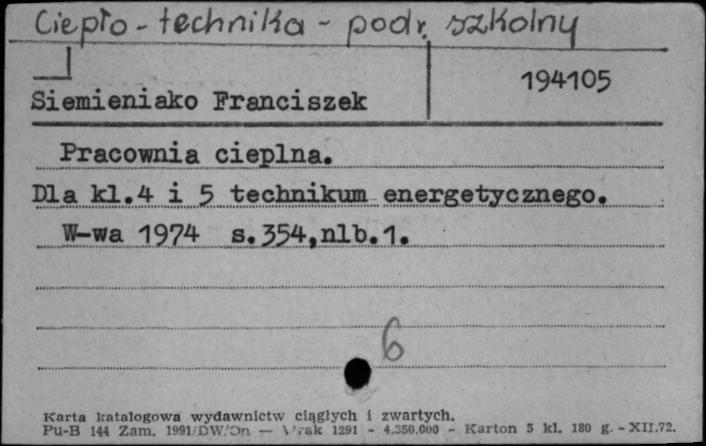 Ciepło - technika - podr. szkolny
194105
Siemieniako Franciszek
Pracownia cieplna.
Dla kl.4 i 5 technikum energetycznego.
W-wa 1974 s.354,nlb.1.
6
Karta katalogowa wydawnictw ciągłych i zwartych.
Pu-B 144 Zam. 1991/DW/On — 1291 - 4.350.000 - Karton 5 kl. 180 g. - XII.72.